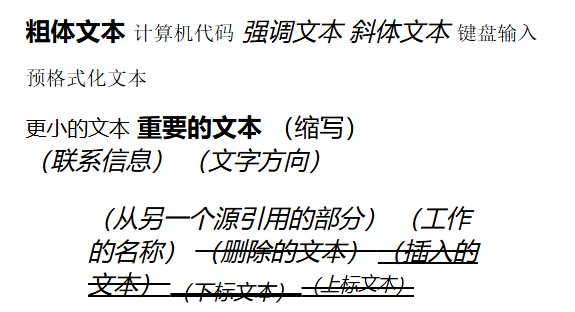 粗体文本 计算机代码 强调文本 斜体文本 键盘输入
预格式化文本
更小的文本 重要的文本 （缩写）
（联系信息） （文字方向）
（从另一个源引用的部分） （工作
的名称） （删除的文本） （插入的
文本） （下标文本） （上标文本）